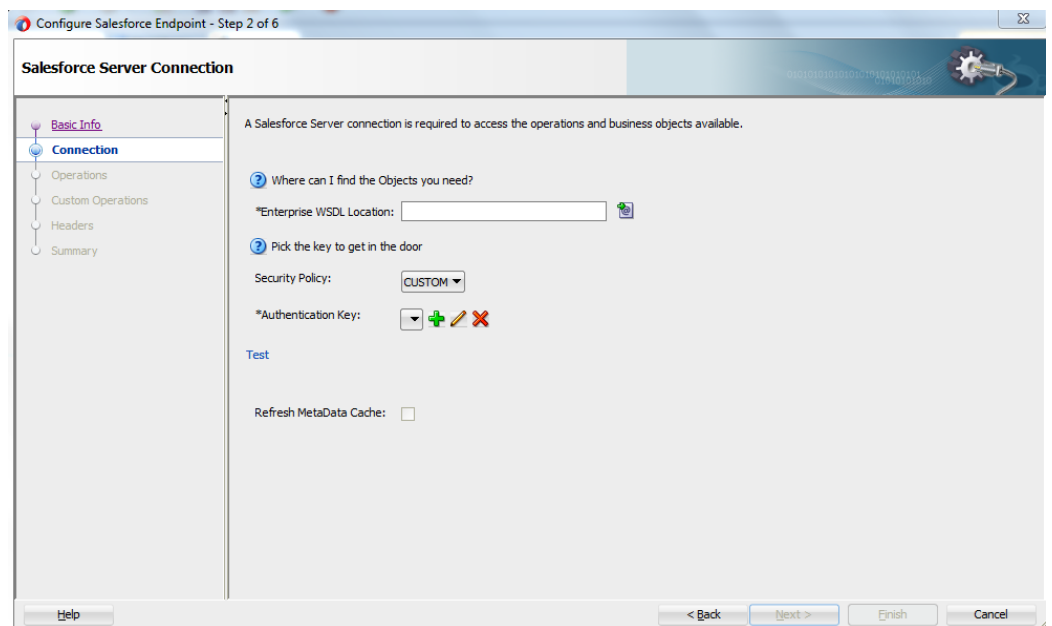 Configure Salesforce Endpoint - Step 2 of 6
Salesforce Server Connection
Basic Info
Connection
Operations
Custom Operations
Headers
Summary
A Salesforce Server connection is required to access the operations and business objects available.
Where can I find the Objects you need?
*Enterprise WSDL Location:
Pick the key to get in the door
Security Policy:
CUSTOM
*Authentication Key:
Test
Refresh MetaData Cache:
Help
< Back
Next >
Finish
Cancel